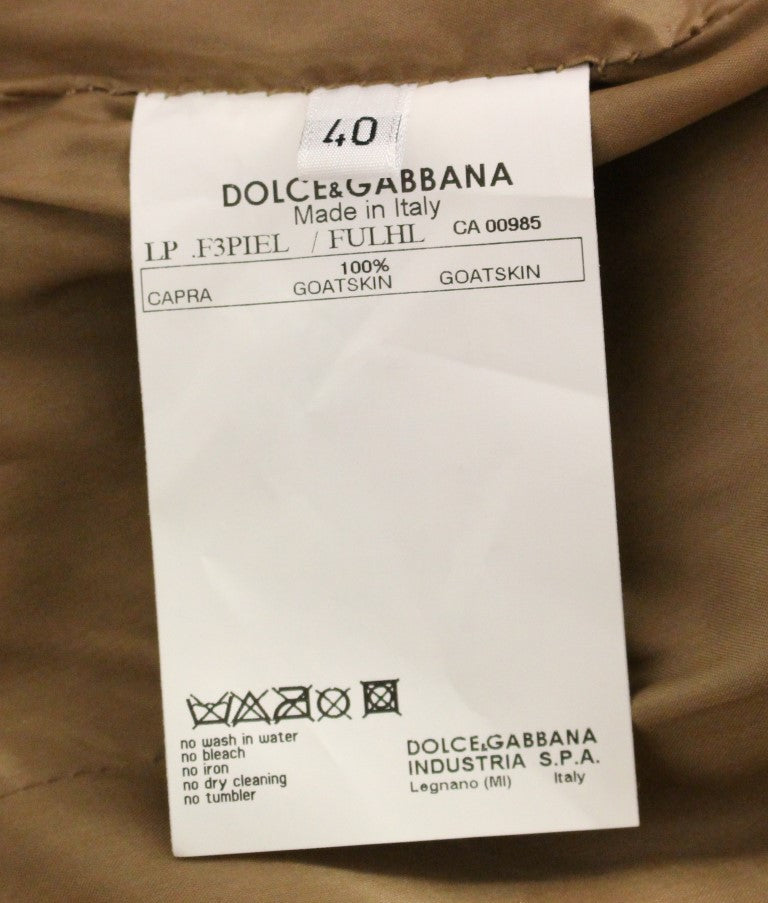 40
DOLCE&GABBANA
Made in Italy
LP .F3PIEL / FULHL CA 00985
100%
CAPRA GOATSKIN GOATSKIN
no wash in water
no bleach
no iron
no dry cleaning
no tumbler
DOLCE&GABBANA
INDUSTRIA S.P.A.
Legnano (MI) Italy